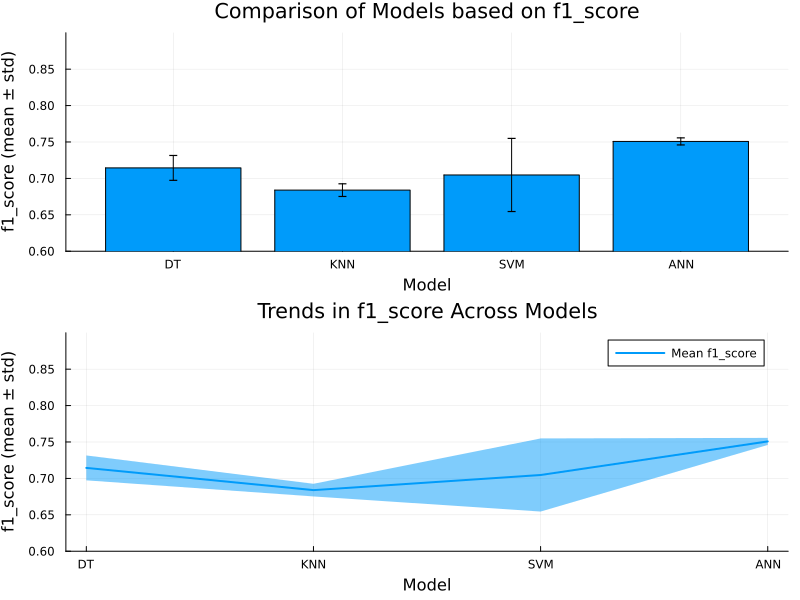 Comparison of Models based on f1_score
f1_score (mean ± std)
0.85
0.80
0.75
0.70
0.65
0.60
DT KNN SVM ANN
Model
Trends in f1_score Across Models
f1_score (mean ± std)
Mean f1_score
0.85
0.80
0.75
0.70
0.65
0.60
DT KNN SVM ANN
Model